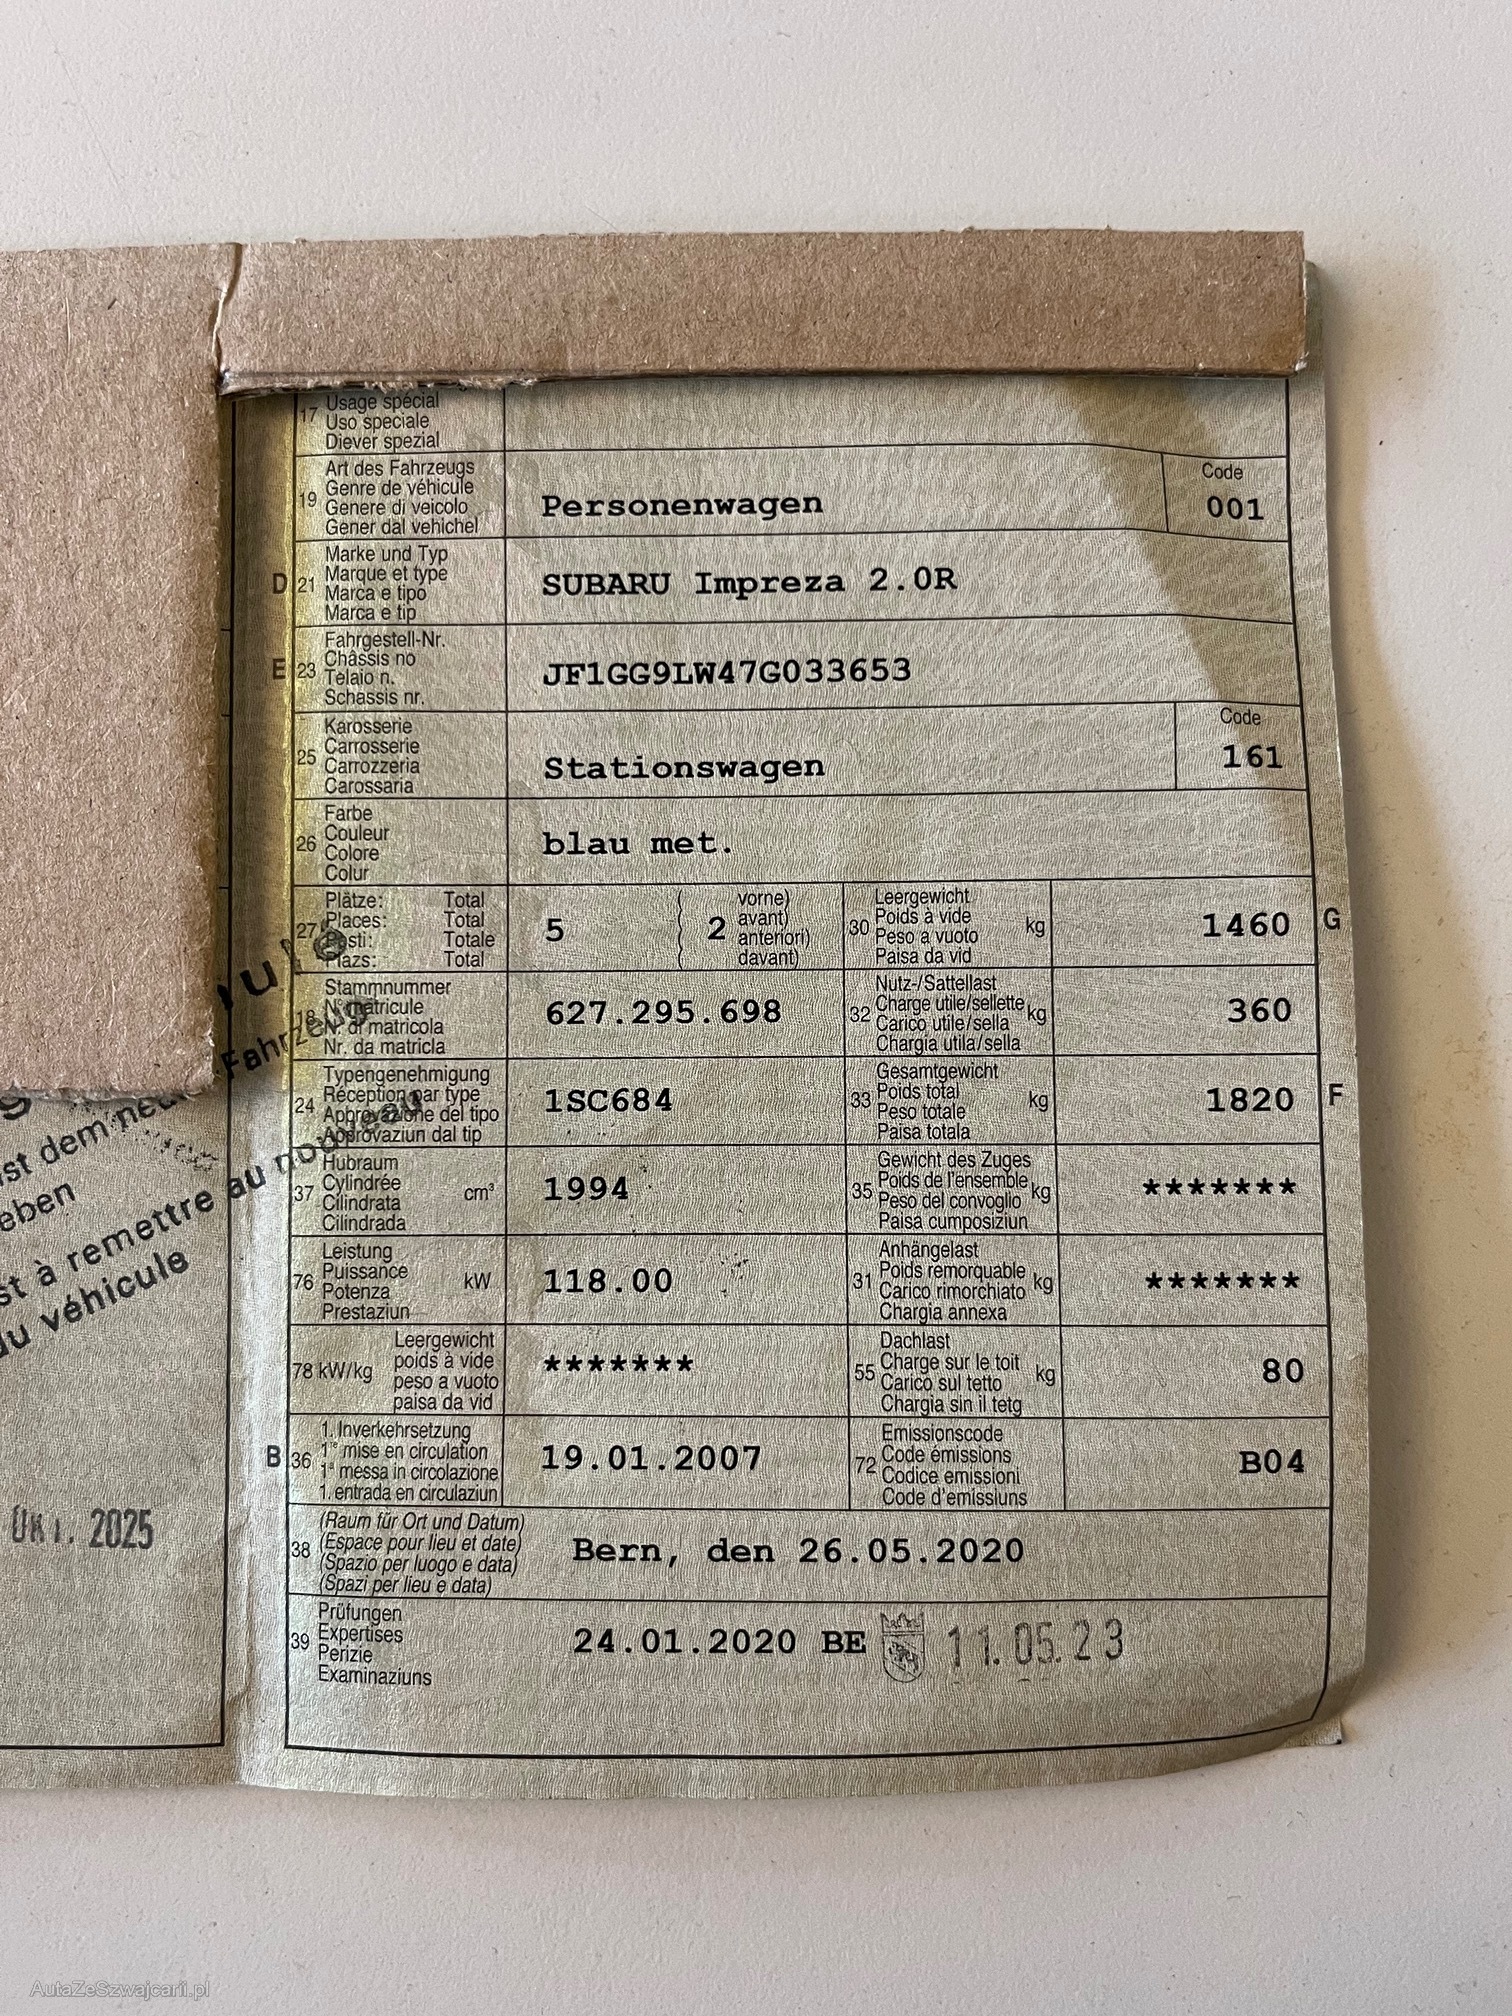 17 Usage spécial
Uso speciale
Diever spezial
19 Art des Fahrzeugs
Genre de véhicule
Genere di veicolo
Gener dal vehichel
Personenwagen
Code
001
D 21 Marke und Typ
Marque et type
Marca e tipo
Marca e tip
SUBARU Impreza 2.0R
E 23 Fahrgestell-Nr.
Châssis no
Telaio n.
Schassis nr.
JF1GG9LW47G033653
25 Karosserie
Carrosserie
Carrozzeria
Carossaria
Stationswagen
Code
161
26 Farbe
Couleur
Colore
Colur
blau met.
27 Plätze: Total
Places: Total
Posti: Totale
Plazs: Total
5
2
vorne)
avant)
anteriori)
davant)
30 Leergewicht
Poids à vide
Peso a vuoto
Paisa da vid
kg
1460 G
18 Stammnummer
N° matricule
N. di matricola
Nr. da matricla
627.295.698
32 Nutz-/Sattellast
Charge utile/sellette
Carico utile/sella
Chargia utila/sella
kg
360
24 Typengenehmigung
Réception par type
Approvazione del tipo
Approvaziun dal tip
1SC684
33 Gesamtgewicht
Poids total
Peso totale
Paisa totala
kg
1820 F
37 Hubraum
Cylindrée
Cilindrata
Cilindrada
cm³
1994
35 Gewicht des Zuges
Poids de l'ensemble
Peso del convoglio
Paisa cumposiziun
kg
*******
76 Leistung
Puissance
Potenza
Prestaziun
kW
118.00
31 Anhängelast
Poids remorquable
Carico rimorchiato
Chargia annexa
kg
*******
78 kW/kg
Leergewicht
poids à vide
peso a vuoto
paisa da vid
*******
55 Dachlast
Charge sur le toit
Carico sul tetto
Chargia sin il tetg
kg
80
B 36 1. Inverkehrsetzung
1re mise en circulation
1a messa in circolazione
1. entrada en circulaziun
19.01.2007
72 Emissionscode
Code émissions
Codice emissioni
Code d'emissiuns
B04
38 (Raum für Ort und Datum)
(Espace pour lieu et date)
(Spazio per luogo e data)
(Spazi per lieu e data)
Bern, den 26.05.2020
39 Prüfungen
Expertises
Perizie
Examinaziuns
24.01.2020 BE 11.05.23
Fahrzeug
dem
eben
à remettre au nouveau
du véhicule
OKT. 2025
AutaZeSzwajcarii.pl